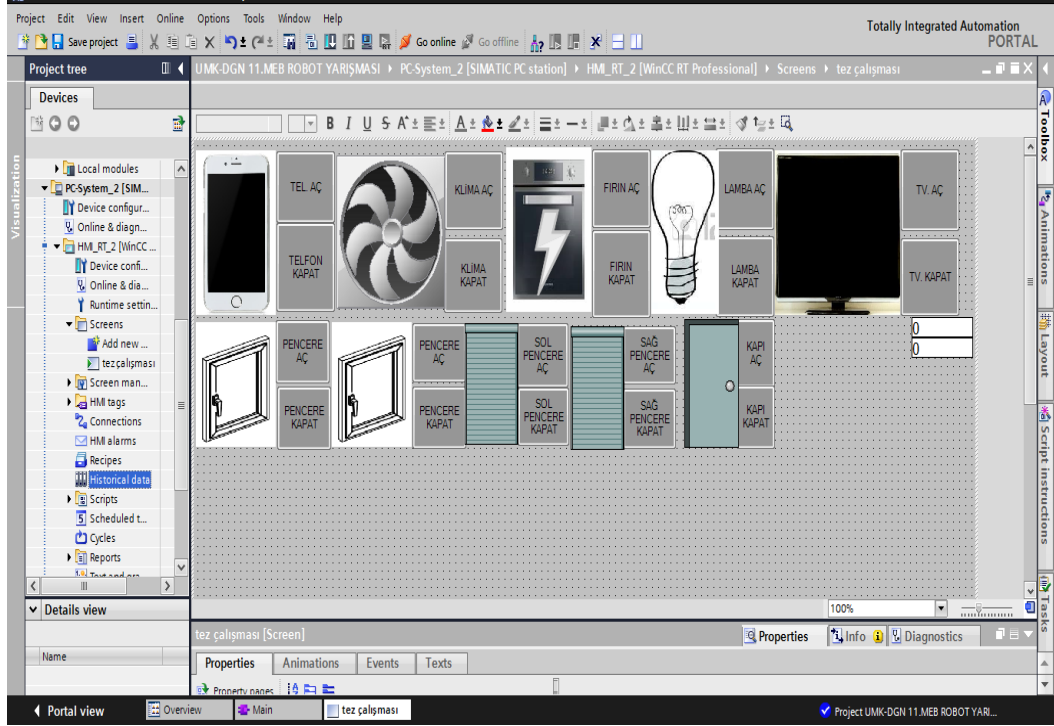 Project Edit View Insert Online Options Tools Window Help
Totally Integrated Automation
PORTAL
Save project Go online Go offline
Project tree
UMK-DGN 11.MEB ROBOT YARIŞMASI PC-System_2 [SIMATIC PC station] HMI_RT_2 [WinCC RT Professional] Screens tez çalışması
Devices
B I U S A
Visualization
Local modules
PC-System_2 [SIM...
Device configur...
Online & diagn...
HMI_RT_2 [WinCC ...
Device confi...
Online & dia...
Runtime settin...
Screens
Add new ...
tez çalışması
Screen man...
HMI tags
Connections
HMI alarms
Recipes
Historical data
Scripts
Scheduled t...
Cycles
Reports
TEL AÇ
KLİMA AÇ
FIRIN AÇ
LAMBA AÇ
TV. AÇ
TELFON
KAPAT
KLİMA
KAPAT
FIRIN
KAPAT
LAMBA
KAPAT
TV. KAPAT
0
0
PENCERE
AÇ
PENCERE
AÇ
SOL
PENCERE
AÇ
SAĞ
PENCERE
AÇ
KAPI
AÇ
PENCERE
KAPAT
PENCERE
KAPAT
SOL
PENCERE
KAPAT
SAĞ
PENCERE
KAPAT
KAPI
KAPAT
Toolbox
Animations
Layout
Script instructions
Tasks
100%
Details view
Name
tez çalışması [Screen]
Properties Info Diagnostics
Properties Animations Events Texts
Property pages
Portal view Overview Main tez çalışması
Project UMK-DGN 11.MEB ROBOT YARI...